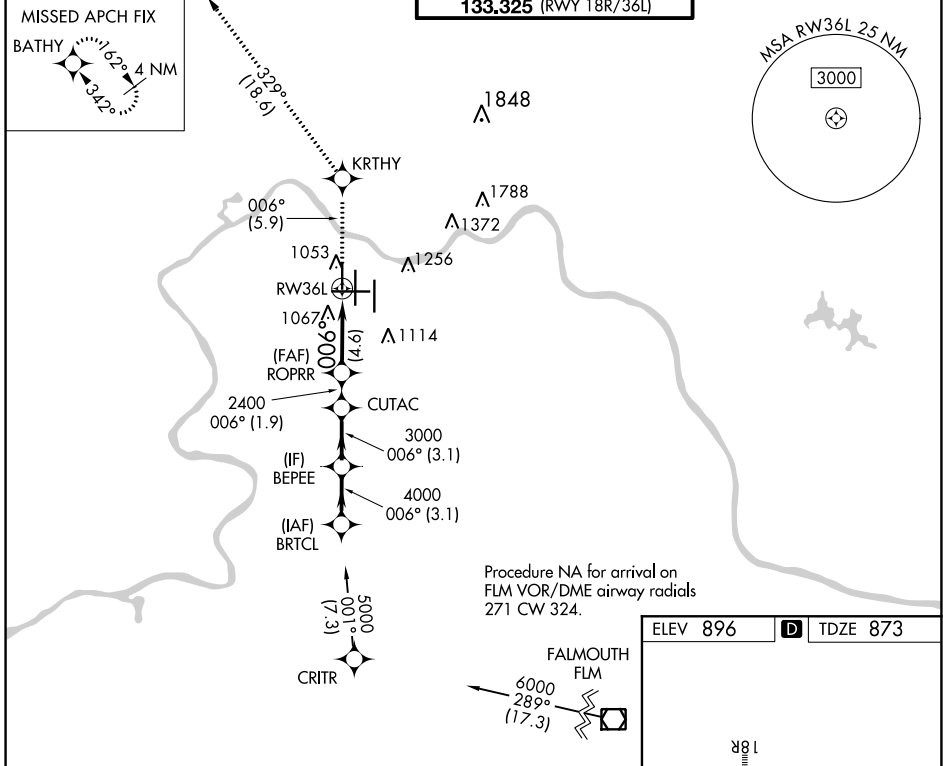 133.325 (RWY 18R/36L)
MISSED APCH FIX
BATHY
162°
4 NM
342°
329°
(18.6)
MSA RW36L 25 NM
3000
1848
KRTHY
1788
006°
(5.9)
1372
1053
1256
RW36L
1067
006°
(4.6)
1114
(FAF)
ROPRR
2400
006° (1.9)
CUTAC
3000
006° (3.1)
(IF)
BEPEE
4000
006° (3.1)
(IAF)
BRTCL
5000
001°
(7.3)
CRITR
Procedure NA for arrival on
FLM VOR/DME airway radials
271 CW 324.
FALMOUTH
FLM
6000
289°
(17.3)
ELEV 896
D
TDZE 873
18R